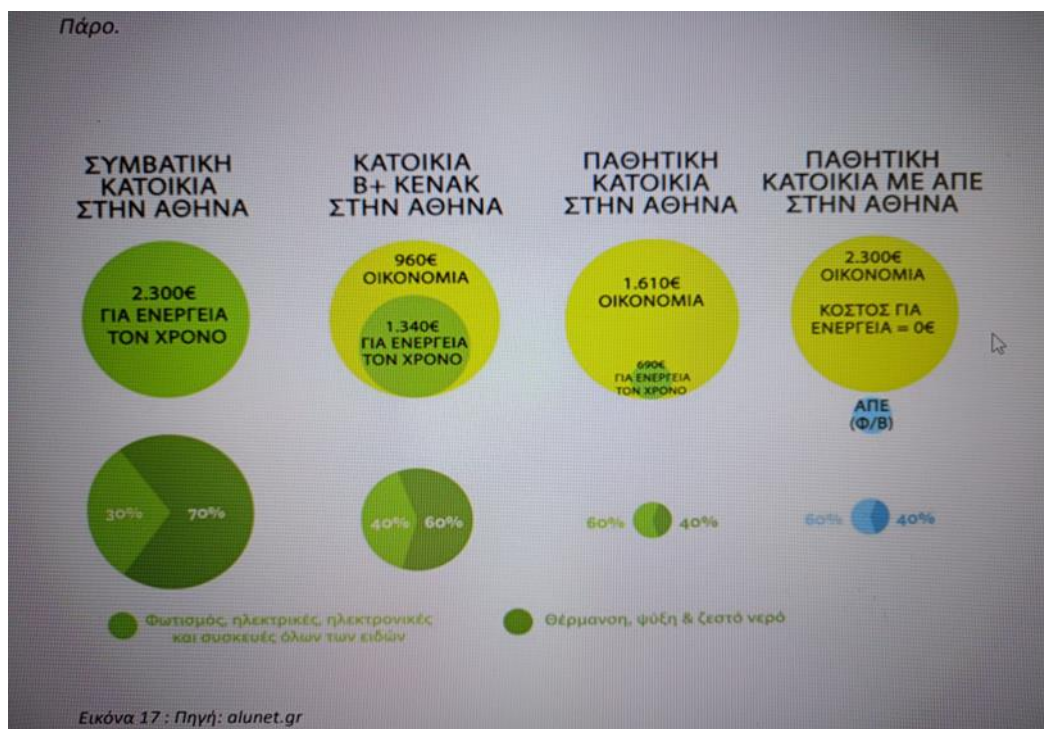 Πάρο.
ΣΥΜΒΑΤΙΚΗ
ΚΑΤΟΙΚΙΑ
ΣΤΗΝ ΑΘΗΝΑ
ΚΑΤΟΙΚΙΑ
Β+ ΚΕΝΑΚ
ΣΤΗΝ ΑΘΗΝΑ
ΠΑΘΗΤΙΚΗ
ΚΑΤΟΙΚΙΑ
ΣΤΗΝ ΑΘΗΝΑ
ΠΑΘΗΤΙΚΗ
ΚΑΤΟΙΚΙΑ ΜΕ ΑΠΕ
ΣΤΗΝ ΑΘΗΝΑ
2.300€
ΓΙΑ ΕΝΕΡΓΕΙΑ
ΤΟΝ ΧΡΟΝΟ
960€
ΟΙΚΟΝΟΜΙΑ
1.340€
ΓΙΑ ΕΝΕΡΓΕΙΑ
ΤΟΝ ΧΡΟΝΟ
1.610€
ΟΙΚΟΝΟΜΙΑ
690€
ΓΙΑ ΕΝΕΡΓΕΙΑ
ΤΟΝ ΧΡΟΝΟ
2.300€
ΟΙΚΟΝΟΜΙΑ
ΚΟΣΤΟΣ ΓΙΑ
ΕΝΕΡΓΕΙΑ = 0€
ΑΠΕ
(Φ/Β)
30% 70%
40% 60%
60% 40%
60% 40%
Φωτισμός, ηλεκτρικές, ηλεκτρονικές
και συσκευές όλων των ειδών
Θέρμανση, ψύξη & ζεστό νερό
Εικόνα 17 : Πηγή: alunet.gr